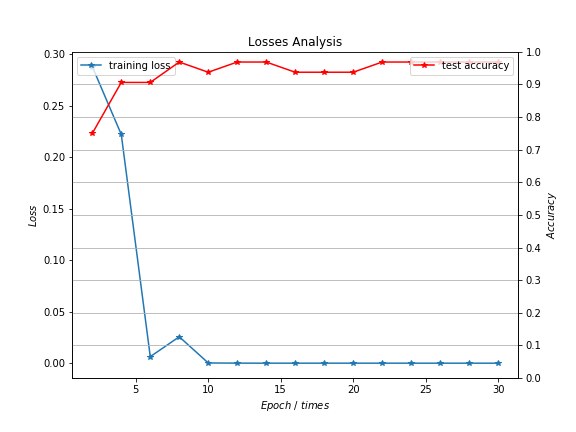 Losses Analysis
training loss
test accuracy
0.30
0.25
0.20
0.15
0.10
0.05
0.00
Loss
1.0
0.9
0.8
0.7
0.6
0.5
0.4
0.3
0.2
0.1
0.0
Accuracy
5 10 15 20 25 30
Epoch / times